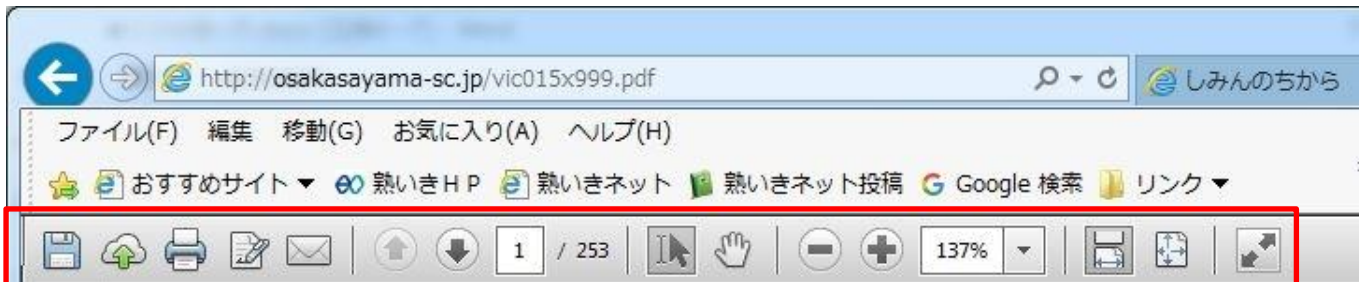 http://osakasayama-sc.jp/vic015x999.pdf しみんのちから
ファイル(F) 編集 移動(G) お気に入り(A) ヘルプ(H)
おすすめサイト 熟いきＨＰ 熟いきネット 熟いきネット投稿 Google 検索 リンク
1 / 253 137%